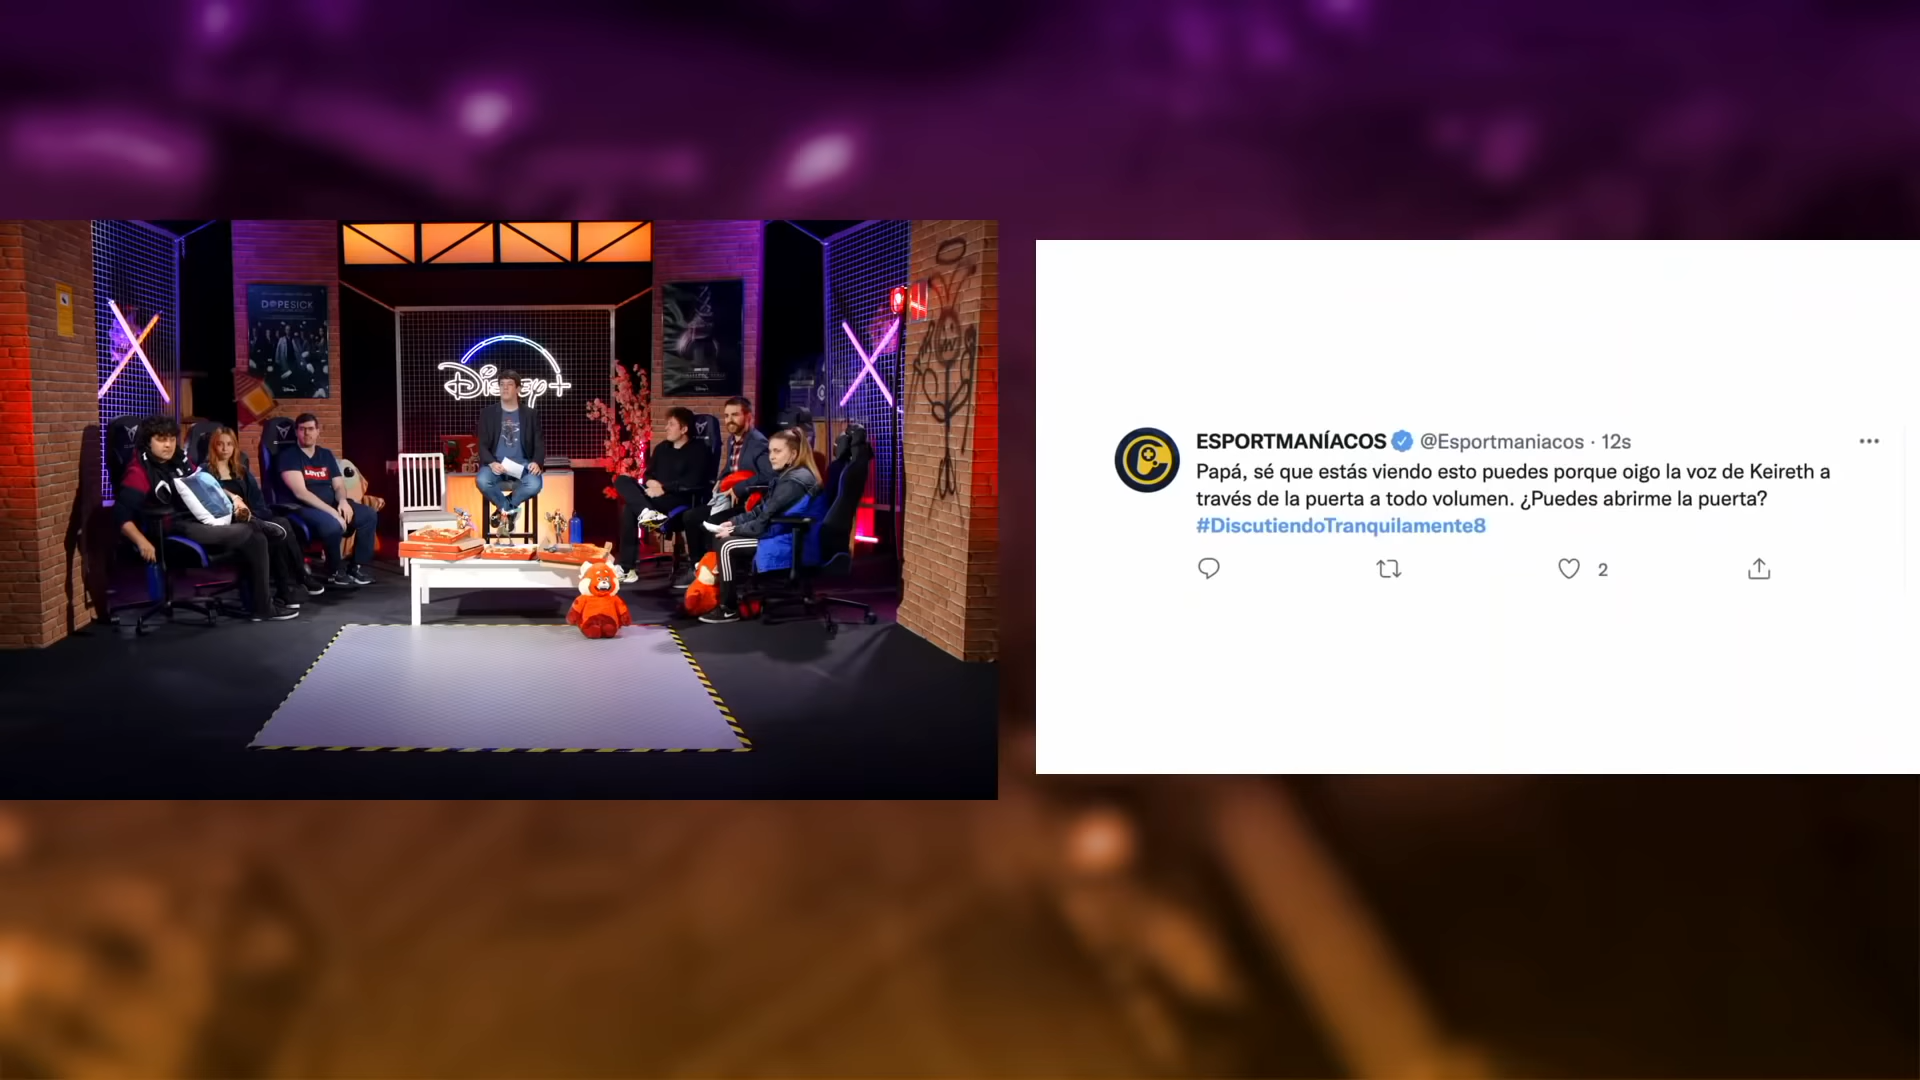 DOPESICK
Disney+
LEVI'S
ESPORTMANÍACOS @Esportmaniacos · 12s
Papá, sé que estás viendo esto puedes porque oigo la voz de Keireth a
través de la puerta a todo volumen. ¿Puedes abrirme la puerta?
#DiscutiendoTranquilamente8
2